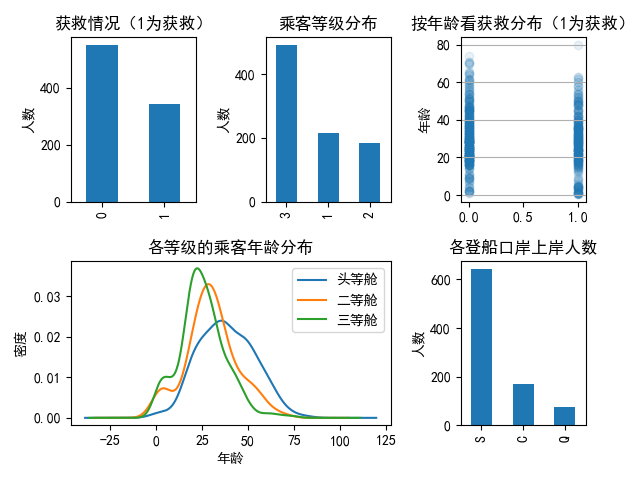 获救情况（1为获救）
人数
400
200
0
0
1
乘客等级分布
人数
400
200
0
3
1
2
按年龄看获救分布（1为获救）
年龄
80
60
40
20
0
0.0
0.5
1.0
各等级的乘客年龄分布
密度
0.03
0.02
0.01
0.00
头等舱
二等舱
三等舱
−25
0
25
50
75
100
125
年龄
各登船口岸上岸人数
人数
600
400
200
0
S
C
Q